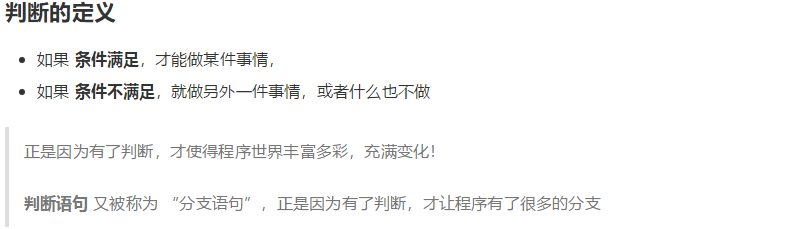 判断的定义
如果 条件满足，才能做某件事情，
如果 条件不满足，就做另外一件事情，或者什么也不做
正是因为有了判断，才使得程序世界丰富多彩，充满变化！
判断语句 又被称为 “分支语句”，正是因为有了判断，才让程序有了很多的分支